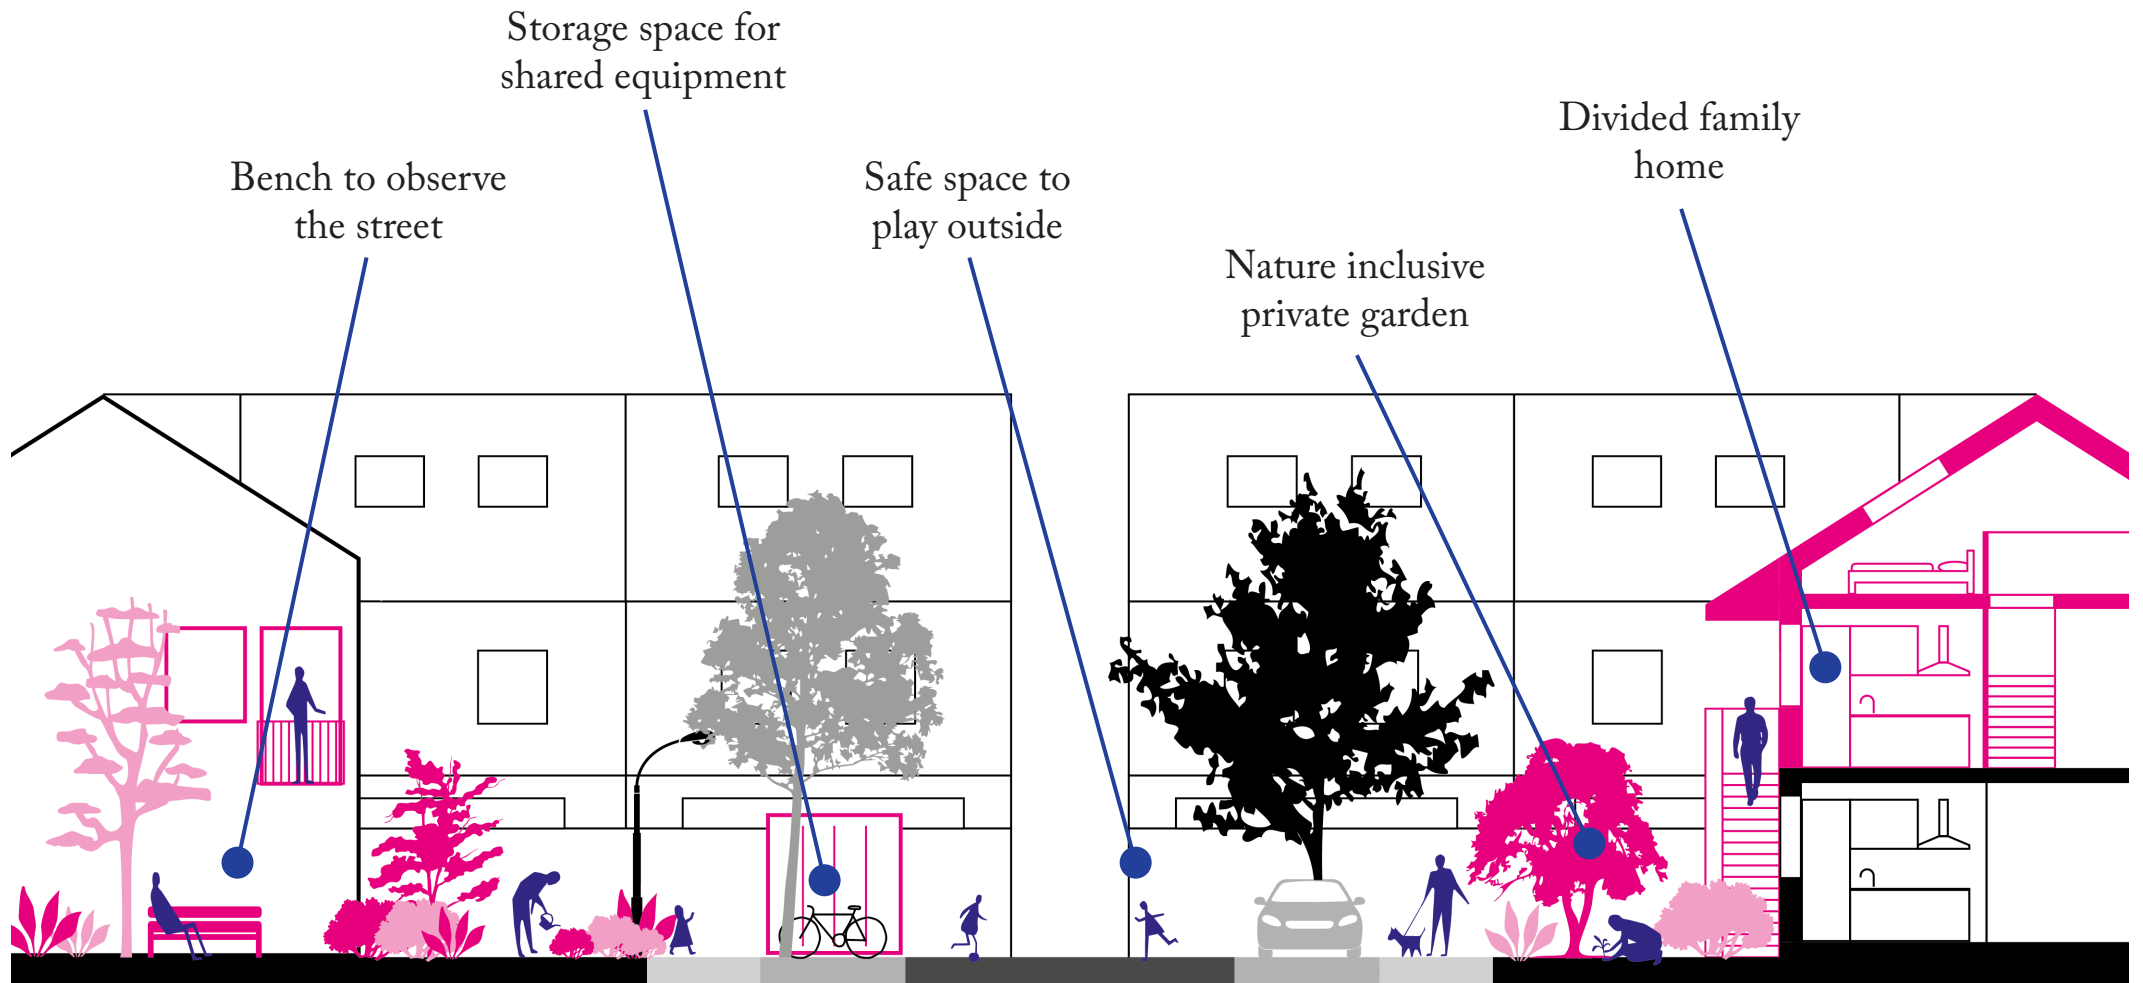 Storage space for
shared equipment
Bench to observe
the street
Safe space to
play outside
Divided family
home
Nature inclusive
private garden